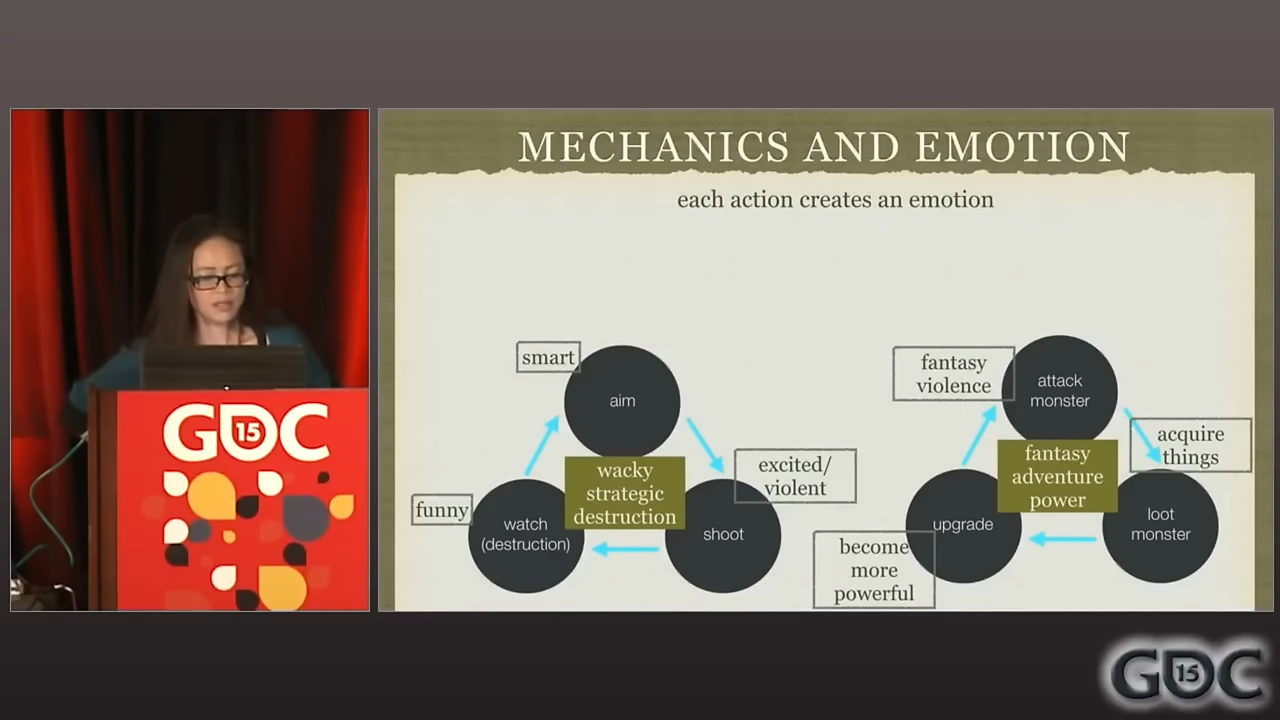 MECHANICS AND EMOTION
each action creates an emotion
smart
aim
wacky
strategic
destruction
excited/
violent
funny
watch
(destruction)
shoot
fantasy
violence
attack
monster
acquire
things
fantasy
adventure
power
upgrade
loot
monster
become
more
powerful
GDC
15
GDC
15